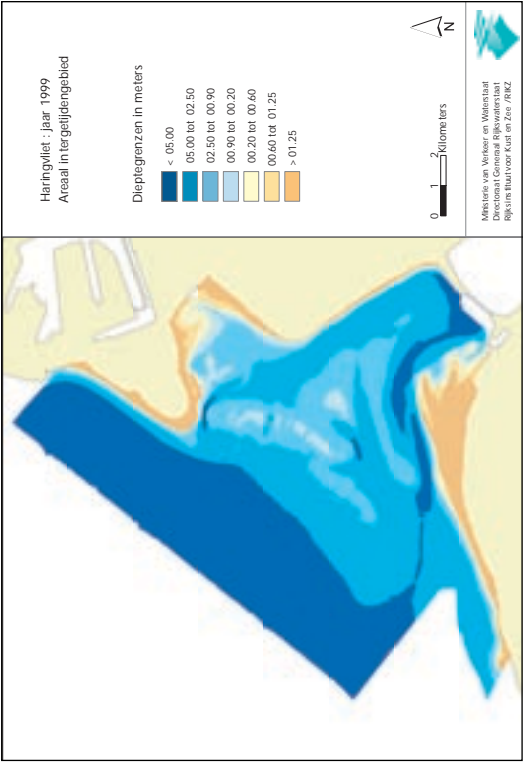 Haringvliet : jaar 1999
Areaal intergetijdengebied
Dieptegrenzen in meters
< 05.00
05.00 tot 02.50
02.50 tot 00.90
00.90 tot 00.20
00.20 tot 00.60
00.60 tot 01.25
> 01.25
N
0 1 2 Kilometers
Ministerie van Verkeer en Waterstaat
Directoraat Generaal Rijkswaterstaat
Rijksinstituut voor Kust en Zee /RIKZ